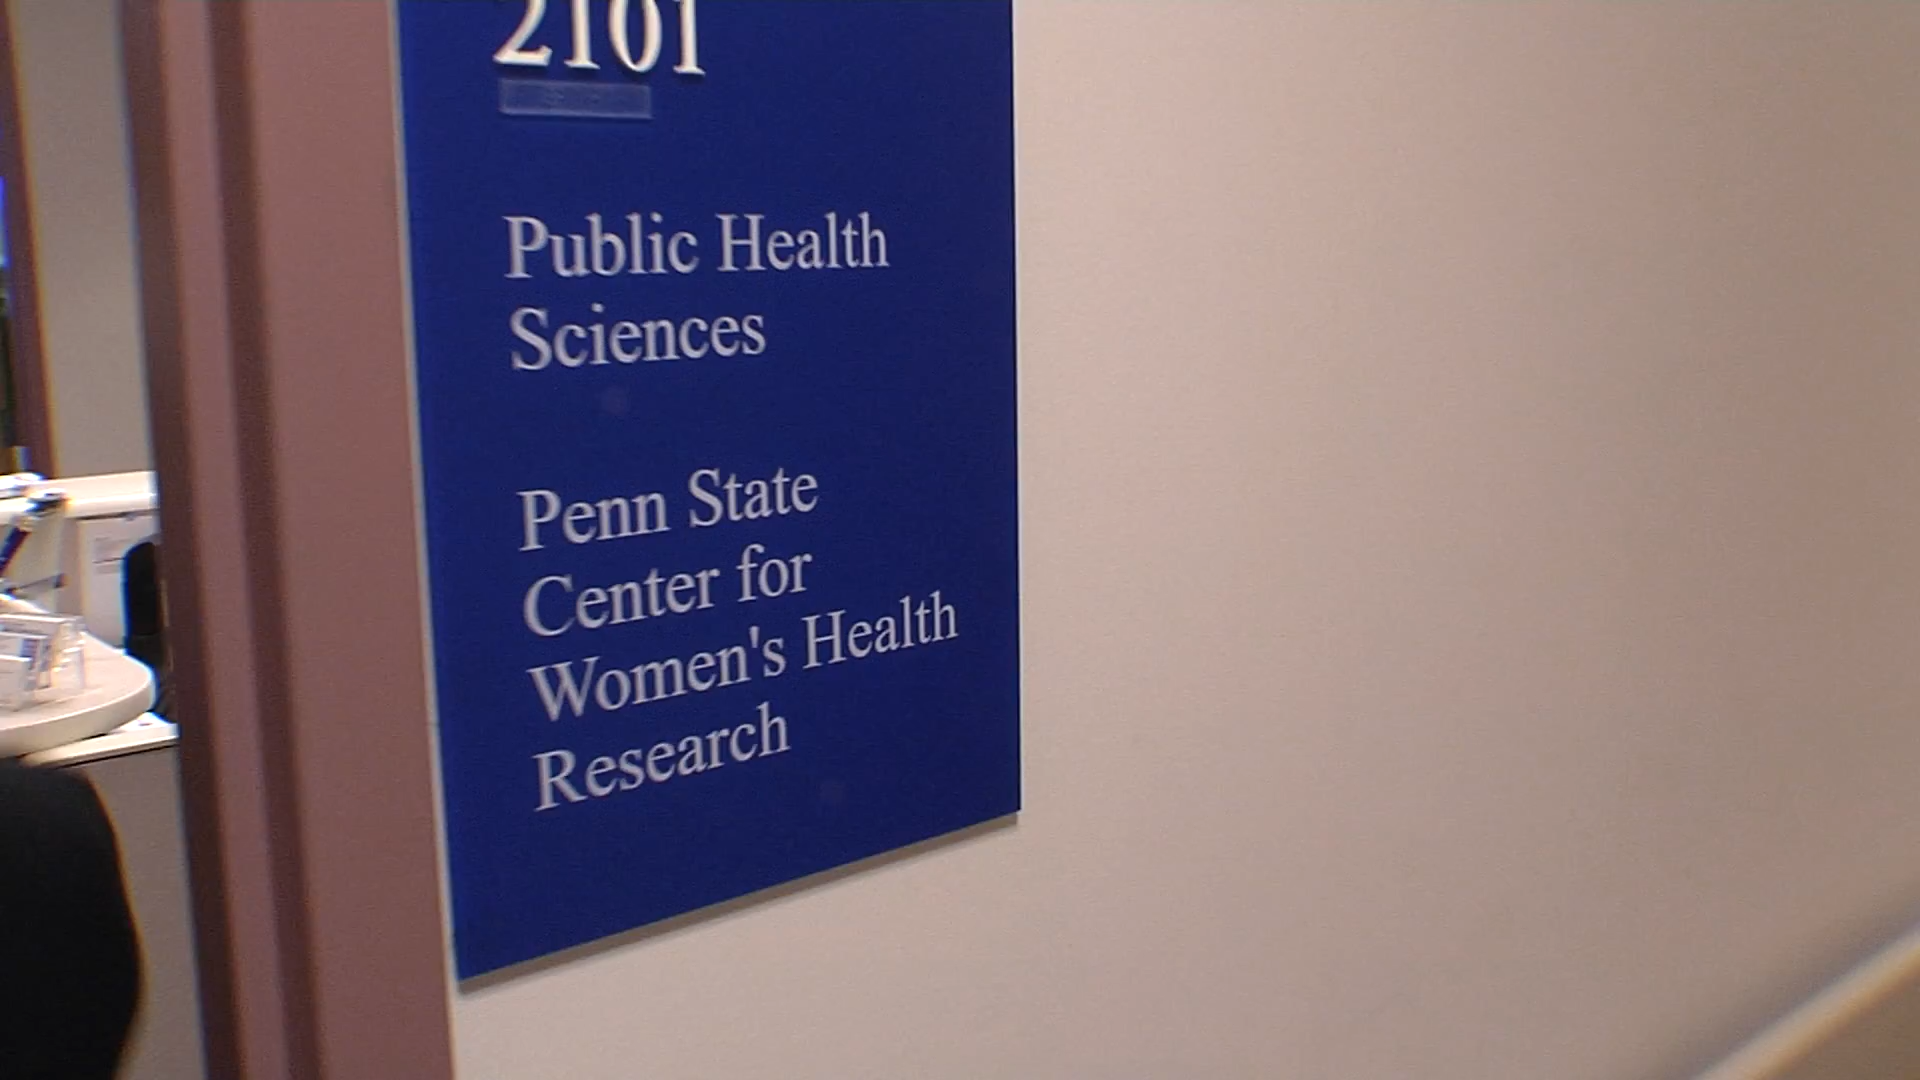 2101
Public Health
Sciences
Penn State
Center for
Women's Health
Research